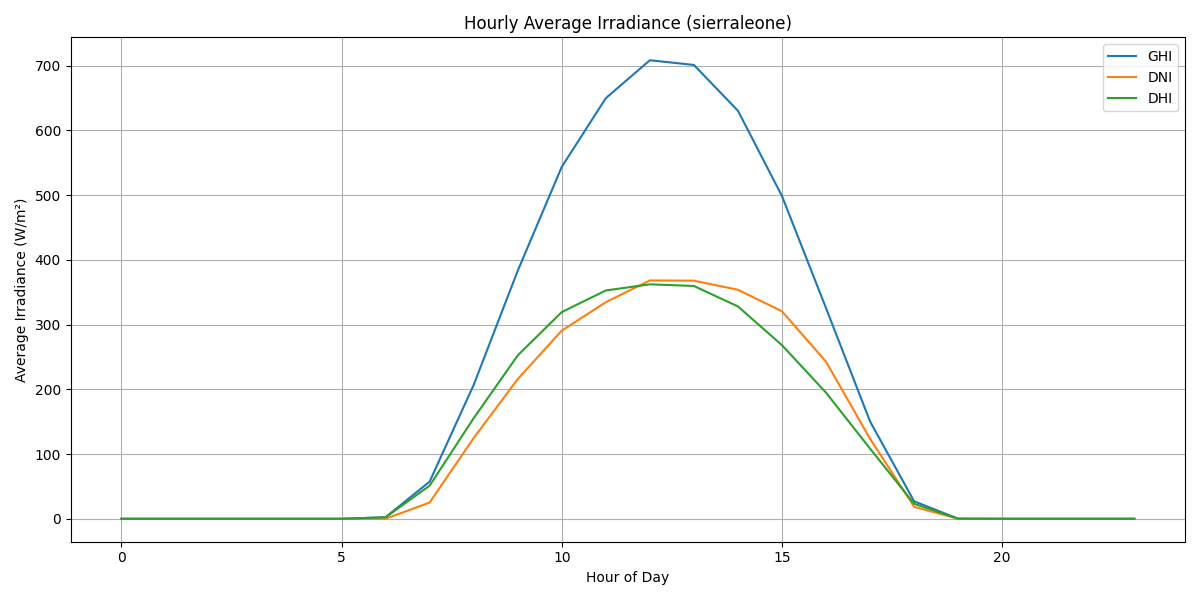 Hourly Average Irradiance (sierraleone)
GHI
DNI
DHI
Average Irradiance (W/m²)
700
600
500
400
300
200
100
0
0 5 10 15 20
Hour of Day